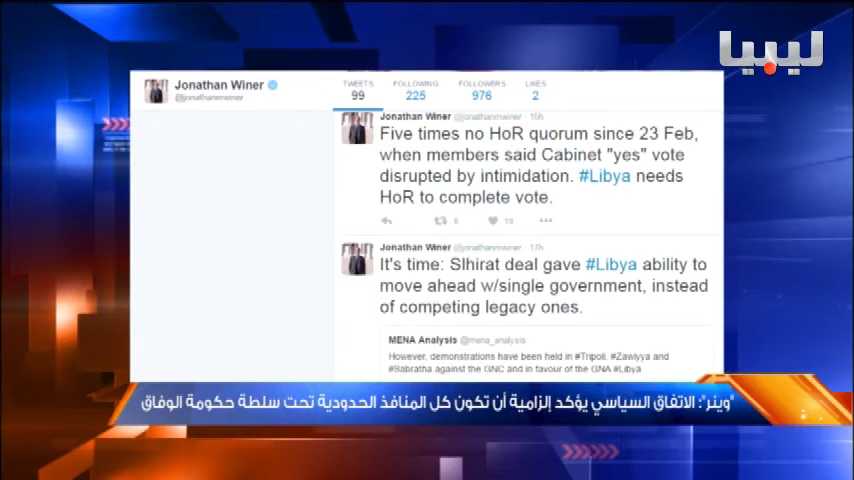 ليبيا
Jonathan Winer
@jonathanmwiner
TWEETS FOLLOWING FOLLOWERS LIKES
99 225 976 2
Jonathan Winer @jonathanmwiner · 15h
Five times no HoR quorum since 23 Feb,
when members said Cabinet "yes" vote
disrupted by intimidation. #Libya needs
HoR to complete vote.
Jonathan Winer @jonathanmwiner · 17h
It's time: Slhirat deal gave #Libya ability to
move ahead w/single government, instead
of competing legacy ones.
MENA Analysis @mena_analysis
However, demonstrations have been held in #Tripoli, #Zawiyya and
#Sabratha against the GNC and in favour of the GNA #Libya
"وينر": الاتفاق السياسي يؤكد إلزامية أن تكون كل المنافذ الحدودية تحت سلطة حكومة الوفاق